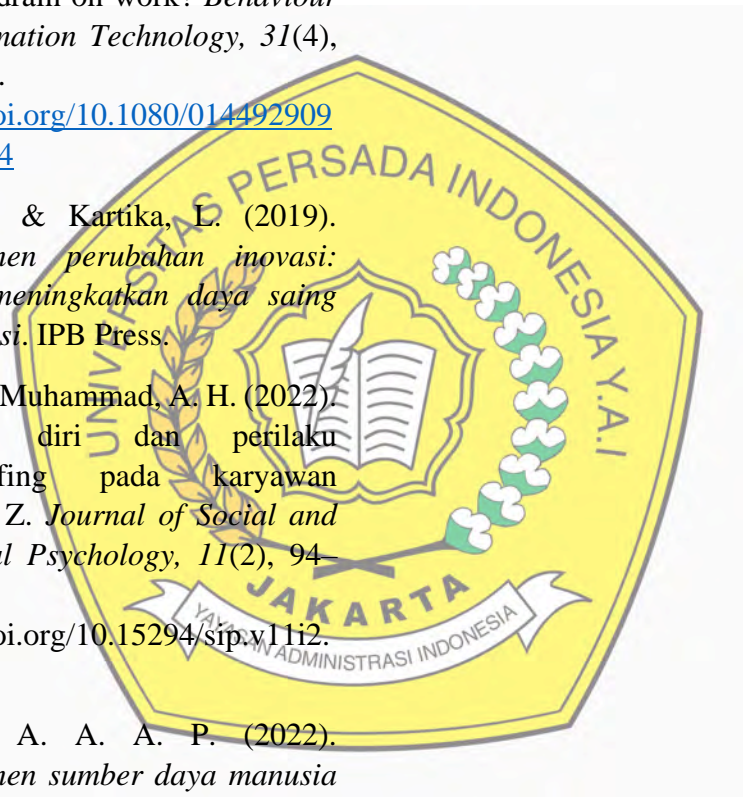 dram on work? Behaviour
mation Technology, 31(4),
.
oi.org/10.1080/014492909
4
& Kartika, L. (2019).
men perubahan inovasi:
meningkatkan daya saing
si. IPB Press.
Muhammad, A. H. (2022).
diri dan perilaku
fing pada karyawan
Z. Journal of Social and
al Psychology, 11(2), 94–
oi.org/10.15294/sip.v11i2.
A. A. A. P. (2022).
men sumber daya manusia
UNIVERSITAS PERSADA INDONESIA Y.A.I
JAKARTA
YAYASAN ADMINISTRASI INDONESIA